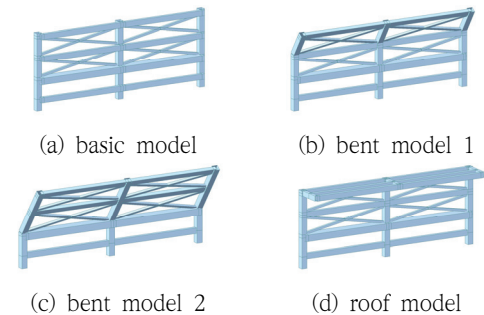 (a) basic model
(b) bent model 1
(c) bent model 2
(d) roof model